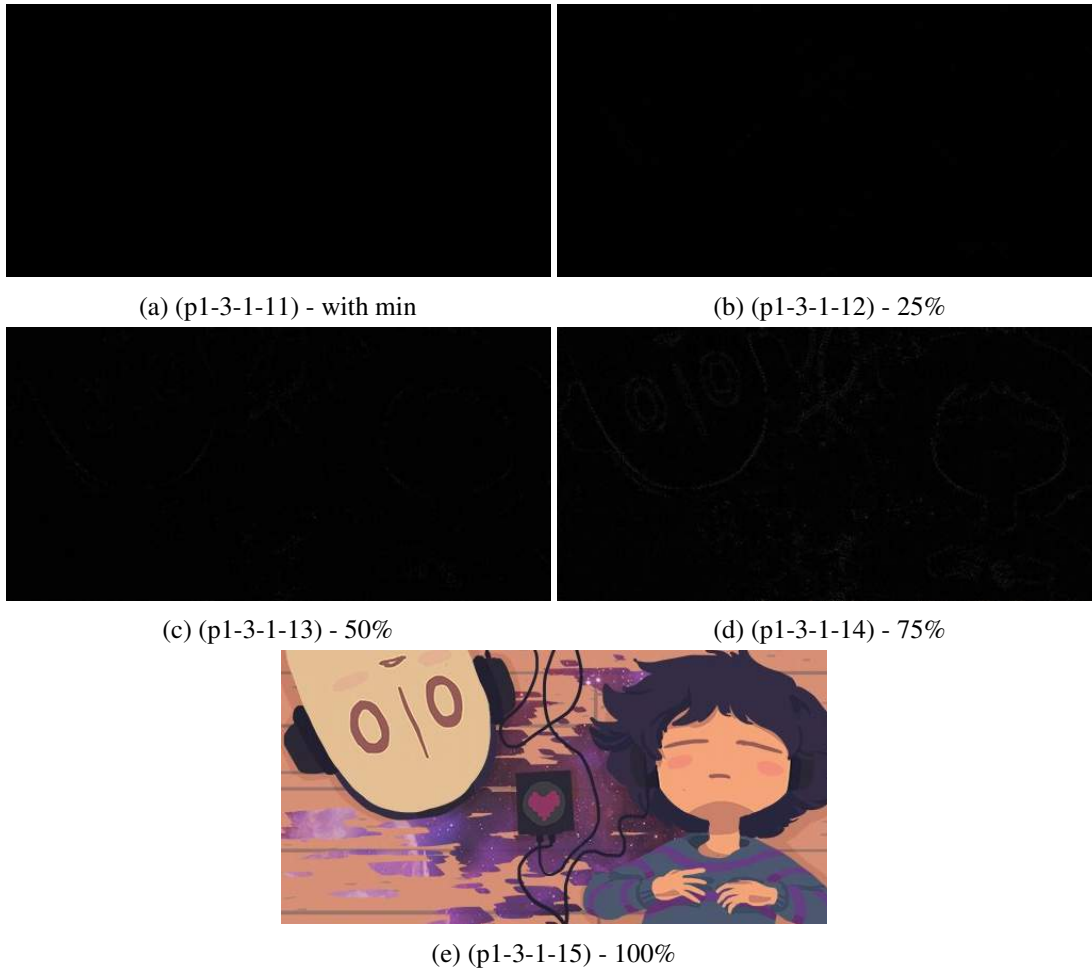 (a) (p1-3-1-11) - with min
(b) (p1-3-1-12) - 25%
(c) (p1-3-1-13) - 50%
(d) (p1-3-1-14) - 75%
(e) (p1-3-1-15) - 100%